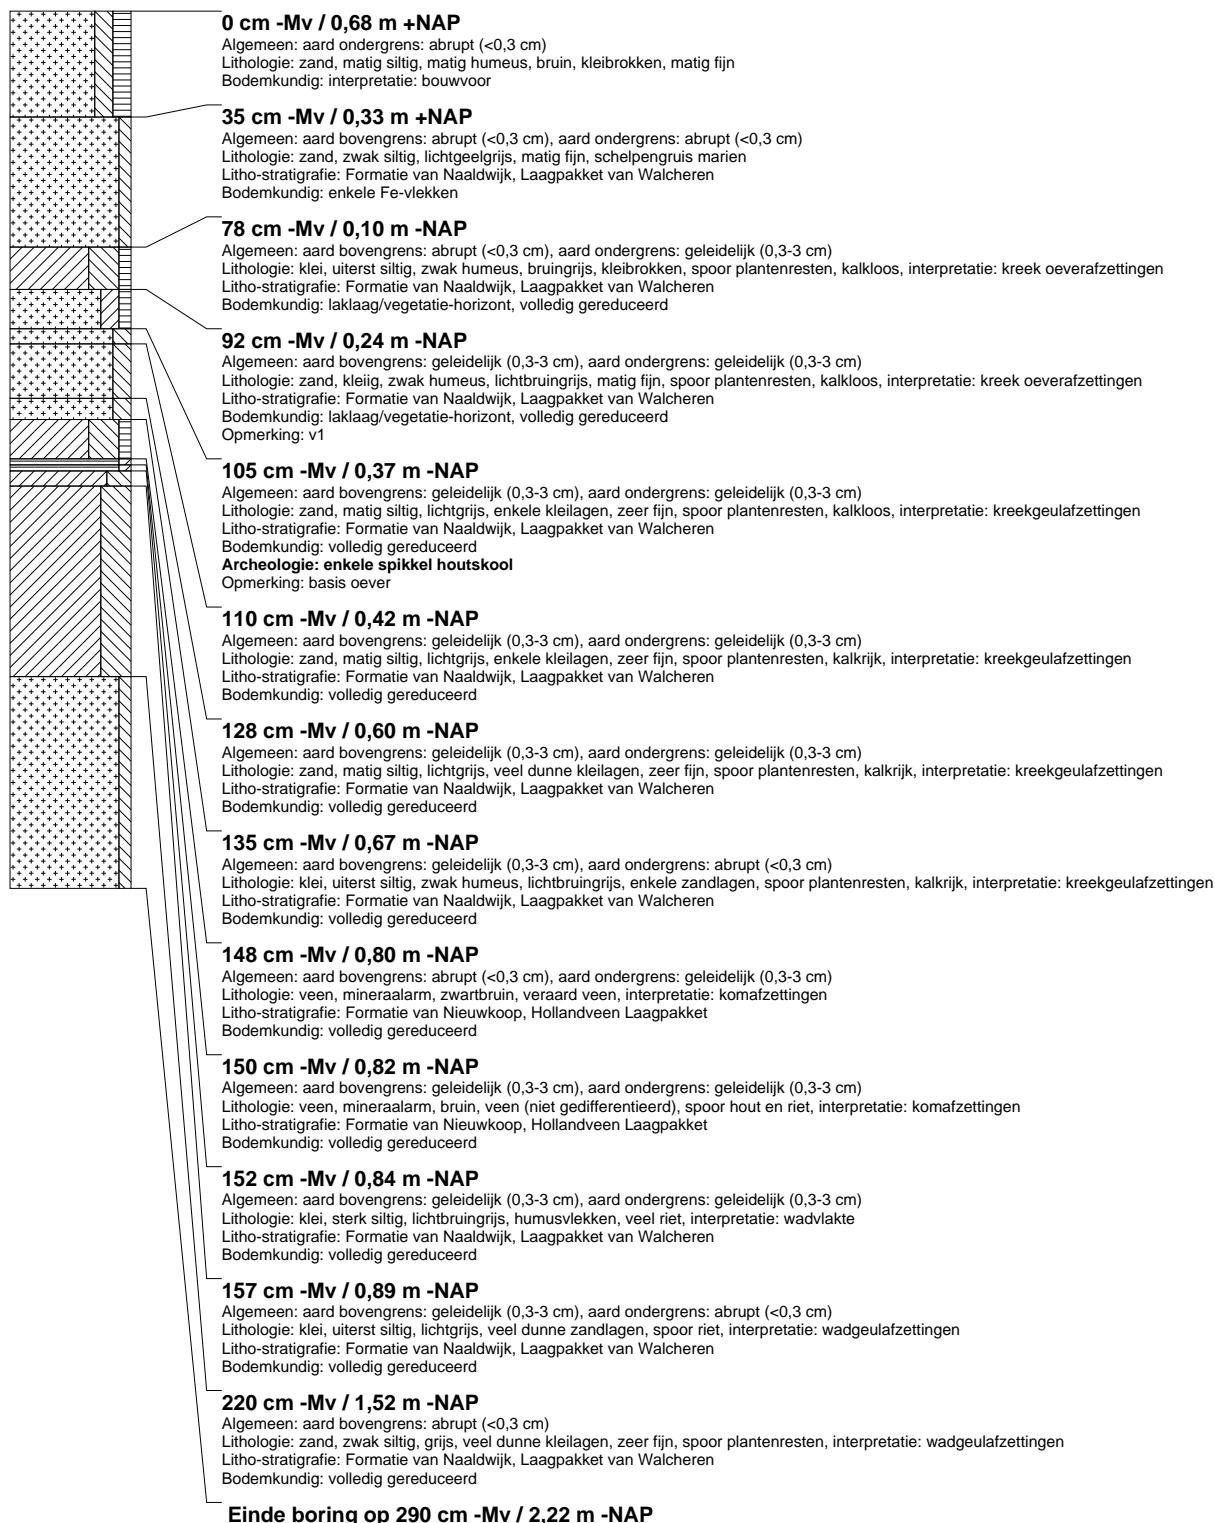 0 cm -Mv / 0,68 m +NAP
Algemeen: aard ondergrens: abrupt (<0,3 cm)
Lithologie: zand, matig siltig, matig humeus, bruin, kleibrokken, matig fijn
Bodemkundig: interpretatie: bouwvoor
35 cm -Mv / 0,33 m +NAP
Algemeen: aard bovengrens: abrupt (<0,3 cm), aard ondergrens: abrupt (<0,3 cm)
Lithologie: zand, zwak siltig, lichtgeelgrijs, matig fijn, schelpengruis marien
Litho-stratigrafie: Formatie van Naaldwijk, Laagpakket van Walcheren
Bodemkundig: enkele Fe-vlekken
78 cm -Mv / 0,10 m -NAP
Algemeen: aard bovengrens: abrupt (<0,3 cm), aard ondergrens: geleidelijk (0,3-3 cm)
Lithologie: klei, uiterst siltig, zwak humeus, bruingrijs, kleibrokken, spoor plantenresten, kalkloos, interpretatie: kreek oeverafzettingen
Litho-stratigrafie: Formatie van Naaldwijk, Laagpakket van Walcheren
Bodemkundig: laklaag/vegetatie-horizont, volledig gereduceerd
92 cm -Mv / 0,24 m -NAP
Algemeen: aard bovengrens: geleidelijk (0,3-3 cm), aard ondergrens: geleidelijk (0,3-3 cm)
Lithologie: zand, kleiig, zwak humeus, lichtbruingrijs, matig fijn, spoor plantenresten, kalkloos, interpretatie: kreek oeverafzettingen
Litho-stratigrafie: Formatie van Naaldwijk, Laagpakket van Walcheren
Bodemkundig: laklaag/vegetatie-horizont, volledig gereduceerd
Opmerking: v1
105 cm -Mv / 0,37 m -NAP
Algemeen: aard bovengrens: geleidelijk (0,3-3 cm), aard ondergrens: geleidelijk (0,3-3 cm)
Lithologie: zand, matig siltig, lichtgrijs, enkele kleilagen, zeer fijn, spoor plantenresten, kalkloos, interpretatie: kreekgeulafzettingen
Litho-stratigrafie: Formatie van Naaldwijk, Laagpakket van Walcheren
Bodemkundig: volledig gereduceerd
Archeologie: enkele spikkel houtskool
Opmerking: basis oever
110 cm -Mv / 0,42 m -NAP
Algemeen: aard bovengrens: geleidelijk (0,3-3 cm), aard ondergrens: geleidelijk (0,3-3 cm)
Lithologie: zand, matig siltig, lichtgrijs, enkele kleilagen, zeer fijn, spoor plantenresten, kalkrijk, interpretatie: kreekgeulafzettingen
Litho-stratigrafie: Formatie van Naaldwijk, Laagpakket van Walcheren
Bodemkundig: volledig gereduceerd
128 cm -Mv / 0,60 m -NAP
Algemeen: aard bovengrens: geleidelijk (0,3-3 cm), aard ondergrens: geleidelijk (0,3-3 cm)
Lithologie: zand, matig siltig, lichtgrijs, veel dunne kleilagen, zeer fijn, spoor plantenresten, kalkrijk, interpretatie: kreekgeulafzettingen
Litho-stratigrafie: Formatie van Naaldwijk, Laagpakket van Walcheren
Bodemkundig: volledig gereduceerd
135 cm -Mv / 0,67 m -NAP
Algemeen: aard bovengrens: geleidelijk (0,3-3 cm), aard ondergrens: abrupt (<0,3 cm)
Lithologie: klei, uiterst siltig, zwak humeus, lichtbruingrijs, enkele zandlagen, spoor plantenresten, kalkrijk, interpretatie: kreekgeulafzettingen
Litho-stratigrafie: Formatie van Naaldwijk, Laagpakket van Walcheren
Bodemkundig: volledig gereduceerd
148 cm -Mv / 0,80 m -NAP
Algemeen: aard bovengrens: abrupt (<0,3 cm), aard ondergrens: geleidelijk (0,3-3 cm)
Lithologie: veen, mineraalarm, zwartbruin, veraard veen, interpretatie: komafzettingen
Litho-stratigrafie: Formatie van Nieuwkoop, Hollandveen Laagpakket
Bodemkundig: volledig gereduceerd
150 cm -Mv / 0,82 m -NAP
Algemeen: aard bovengrens: geleidelijk (0,3-3 cm), aard ondergrens: geleidelijk (0,3-3 cm)
Lithologie: veen, mineraalarm, bruin, veen (niet gedifferentieerd), spoor hout en riet, interpretatie: komafzettingen
Litho-stratigrafie: Formatie van Nieuwkoop, Hollandveen Laagpakket
Bodemkundig: volledig gereduceerd
152 cm -Mv / 0,84 m -NAP
Algemeen: aard bovengrens: geleidelijk (0,3-3 cm), aard ondergrens: geleidelijk (0,3-3 cm)
Lithologie: klei, sterk siltig, lichtbruingrijs, humusvlekken, veel riet, interpretatie: wadvlakte
Litho-stratigrafie: Formatie van Naaldwijk, Laagpakket van Walcheren
Bodemkundig: volledig gereduceerd
157 cm -Mv / 0,89 m -NAP
Algemeen: aard bovengrens: geleidelijk (0,3-3 cm), aard ondergrens: abrupt (<0,3 cm)
Lithologie: klei, uiterst siltig, lichtgrijs, veel dunne zandlagen, spoor riet, interpretatie: wadgeulafzettingen
Litho-stratigrafie: Formatie van Naaldwijk, Laagpakket van Walcheren
Bodemkundig: volledig gereduceerd
220 cm -Mv / 1,52 m -NAP
Algemeen: aard bovengrens: abrupt (<0,3 cm)
Lithologie: zand, zwak siltig, grijs, veel dunne kleilagen, zeer fijn, spoor plantenresten, interpretatie: wadgeulafzettingen
Litho-stratigrafie: Formatie van Naaldwijk, Laagpakket van Walcheren
Bodemkundig: volledig gereduceerd
Einde boring op 290 cm -Mv / 2,22 m -NAP